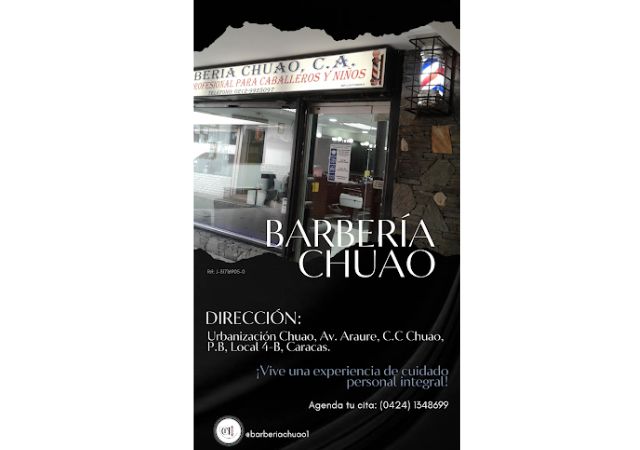 BERIA CHUAO, C.A.
PROFESIONAL PARA CABALLEROS Y NIÑOS
BARBERÍA
CHUAO
DIRECCIÓN:
Urbanización Chuao, Av. Araure, C.C Chuao,
P.B, Local 4-B, Caracas.
¡Vive una experiencia de cuidado
personal integral!
Agenda tu cita: (0424) 1348699
@barberiachuao1